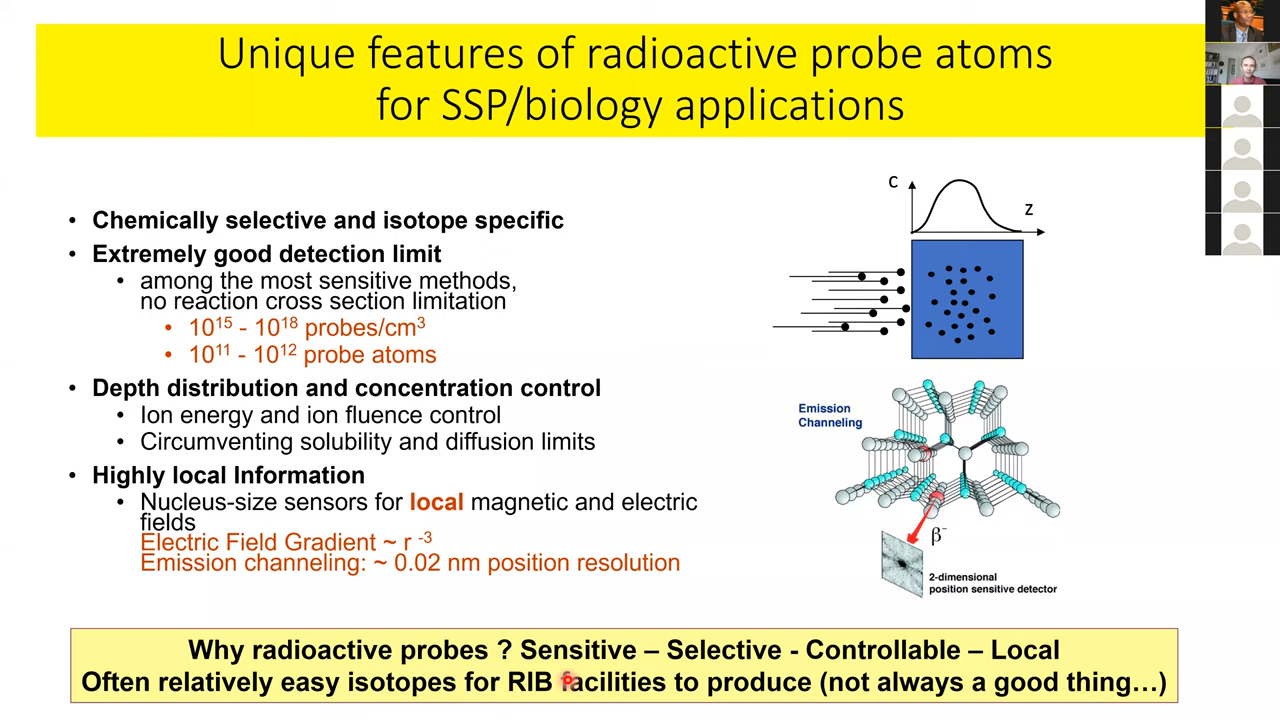 Unique features of radioactive probe atoms
for SSP/biology applications
• Chemically selective and isotope specific
• Extremely good detection limit
• among the most sensitive methods,
no reaction cross section limitation
• 10¹⁵ - 10¹⁸ probes/cm³
• 10¹¹ - 10¹² probe atoms
• Depth distribution and concentration control
• Ion energy and ion fluence control
• Circumventing solubility and diffusion limits
• Highly local Information
• Nucleus-size sensors for local magnetic and electric
fields
Electric Field Gradient ~ r ⁻³
Emission channeling: ~ 0.02 nm position resolution
c
z
Emission
Channeling
β⁻
2-dimensional
position sensitive detector
Why radioactive probes ? Sensitive – Selective - Controllable – Local
Often relatively easy isotopes for RIB facilities to produce (not always a good thing…)